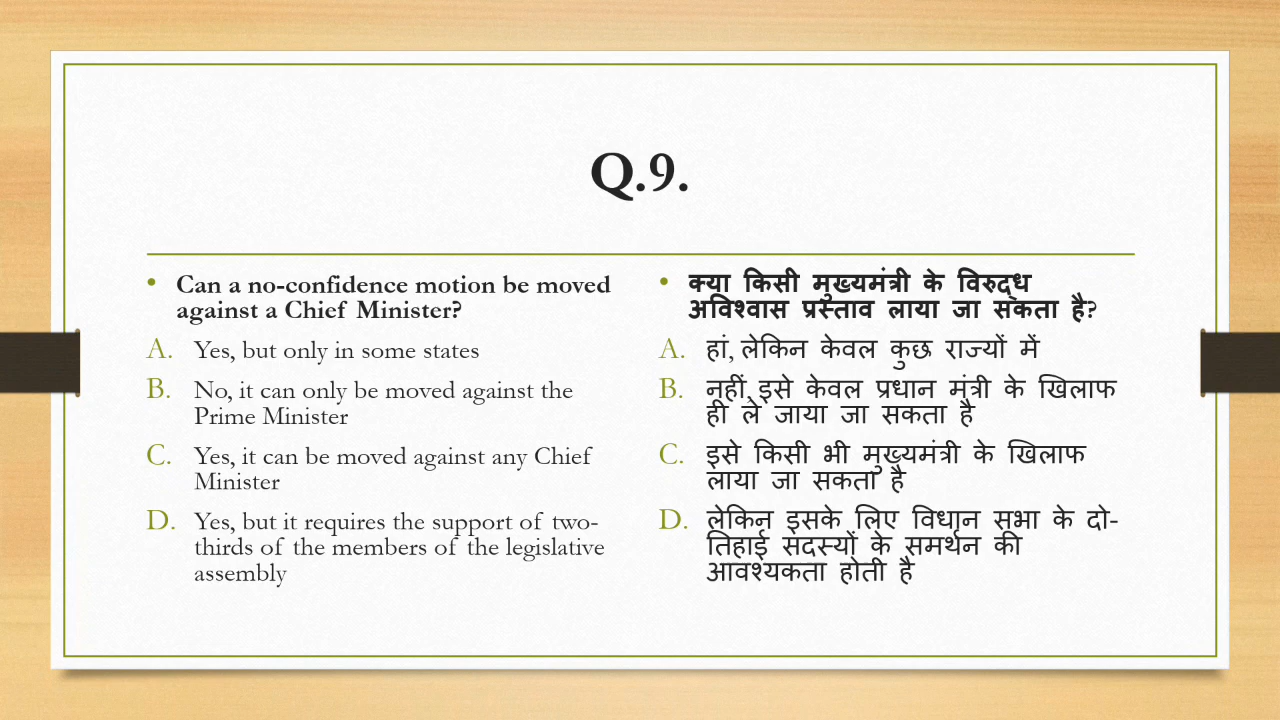 Q.9.
• Can a no-confidence motion be moved
against a Chief Minister?
A. Yes, but only in some states
B. No, it can only be moved against the
Prime Minister
C. Yes, it can be moved against any Chief
Minister
D. Yes, but it requires the support of two-
thirds of the members of the legislative
assembly
• क्या किसी मुख्यमंत्री के विरुद्ध
अविश्वास प्रस्ताव लाया जा सकता है?
A. हां, लेकिन केवल कुछ राज्यों में
B. नहीं, इसे केवल प्रधान मंत्री के खिलाफ
ही ले जाया जा सकता है
C. इसे किसी भी मुख्यमंत्री के खिलाफ
लाया जा सकता है
D. लेकिन इसके लिए विधान सभा के दो-
तिहाई सदस्यों के समर्थन की
आवश्यकता होती है